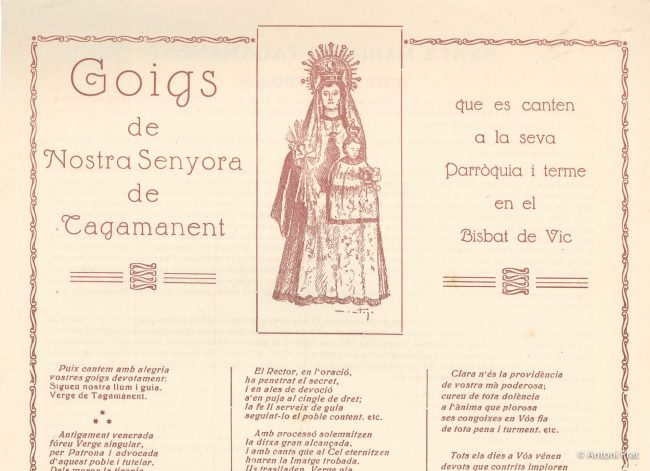 Goigs
de
Nostra Senyora
de
Tagamanent
que es canten
a la seva
Parròquia i terme
en el
Bisbat de Vic
Puix cantem amb alegria
vostres goigs devotament:
Sigueu nostra llum i guia,
Verge de Tagamanent.
Antigament venerada
fóreu Verge singular,
per Patrona i advocada
d'aquest poble i tutelar.
El Rector, en l'oració,
ha penetrat el secret,
i en ales de devoció
s'en puja al cingle de dret;
la fe li serveix de guia
seguint-lo el poble content. etc.
Amb processó solemnitzen
la ditxa gran alcançada,
i amb cants que al Cel eternitzen
honren la Imatge trobada.
Us traslladen, Verge pia
Clara n'és la providència
de vostra mà poderosa;
cureu de tota dolència
a l'ànima que plorosa
ses congoixes en Vós fia
de tota pena i turment. etc.
Tots els dies a Vós vénen
devots que contrits imploren
© Antoni Prat